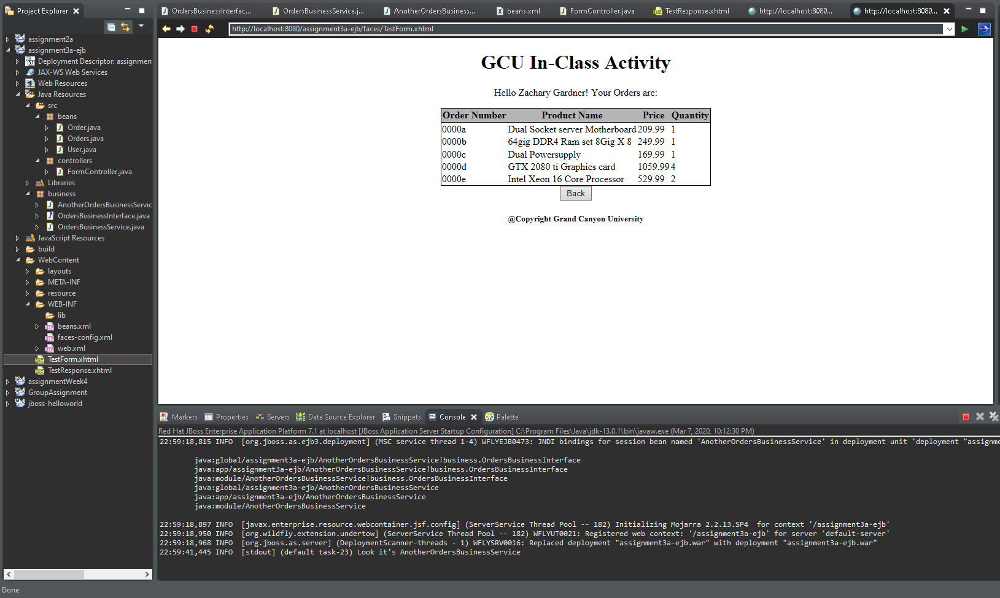 Project Explorer
OrdersBusinessInterfac...
OrdersBusinessService.j...
AnotherOrdersBusiness...
beans.xml
FormController.java
TestResponse.xhtml
http://localhost:8080...
http://localhost:8080...
http://localhost:8080/assignment3a-ejb/faces/TestForm.xhtml
assignment2a
assignment3a-ejb
Deployment Descriptor: assignmen
JAX-WS Web Services
Web Resources
Java Resources
src
beans
Order.java
Orders.java
User.java
controllers
FormController.java
Libraries
business
AnotherOrdersBusinessServic
OrdersBusinessInterface.java
OrdersBusinessService.java
JavaScript Resources
build
WebContent
layouts
META-INF
resource
WEB-INF
lib
beans.xml
faces-config.xml
web.xml
TestForm.xhtml
TestResponse.xhtml
assignmentWeek4
GroupAssignment
jboss-helloworld
GCU In-Class Activity
Hello Zachary Gardner! Your Orders are:
Order Number Product Name Price Quantity
0000a Dual Socket server Motherboard 209.99 1
0000b 64gig DDR4 Ram set 8Gig X 8 249.99 1
0000c Dual Powersupply 169.99 1
0000d GTX 2080 ti Graphics card 1059.99 4
0000e Intel Xeon 16 Core Processor 529.99 2
Back
@Copyright Grand Canyon University
Markers Properties Servers Data Source Explorer Snippets Console Palette
Red Hat JBoss Enterprise Application Platform 7.1 at localhost [JBoss Application Server Startup Configuration] C:\Program Files\Java\jdk-13.0.1\bin\javaw.exe (Mar 7, 2020, 10:12:30 PM)
22:59:18,815 INFO [org.jboss.as.ejb3.deployment] (MSC service thread 1-4) WFLYEJB0473: JNDI bindings for session bean named 'AnotherOrdersBusinessService' in deployment unit 'deployment "assignme
java:global/assignment3a-ejb/AnotherOrdersBusinessService!business.OrdersBusinessInterface
java:app/assignment3a-ejb/AnotherOrdersBusinessService!business.OrdersBusinessInterface
java:module/AnotherOrdersBusinessService!business.OrdersBusinessInterface
java:global/assignment3a-ejb/AnotherOrdersBusinessService
java:app/assignment3a-ejb/AnotherOrdersBusinessService
java:module/AnotherOrdersBusinessService
22:59:18,897 INFO [javax.enterprise.resource.webcontainer.jsf.config] (ServerService Thread Pool -- 182) Initializing Mojarra 2.2.13.SP4 for context '/assignment3a-ejb'
22:59:18,950 INFO [org.wildfly.extension.undertow] (ServerService Thread Pool -- 182) WFLYUT0021: Registered web context: '/assignment3a-ejb' for server 'default-server'
22:59:18,968 INFO [org.jboss.as.server] (DeploymentScanner-threads - 1) WFLYSRV0016: Replaced deployment "assignment3a-ejb.war" with deployment "assignment3a-ejb.war"
22:59:41,445 INFO [stdout] (default task-23) Look it's AnotherOrdersBusinessService
Done